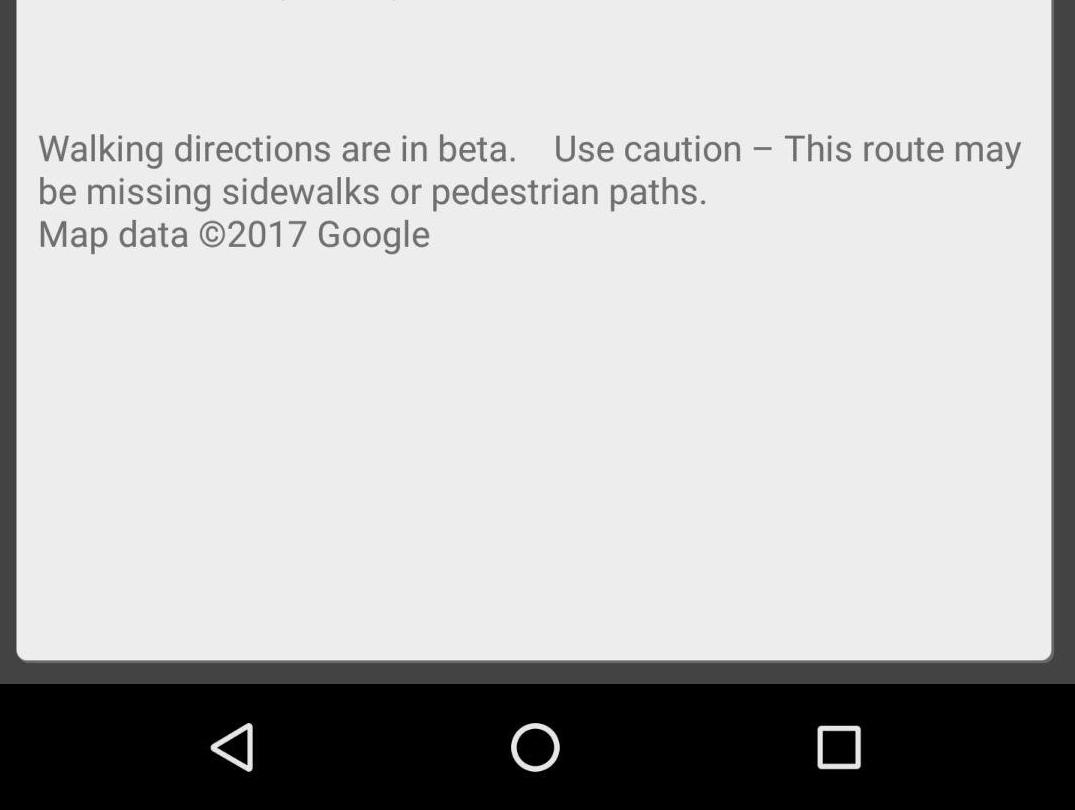 Walking directions are in beta.    Use caution – This route may
be missing sidewalks or pedestrian paths.
Map data ©2017 Google